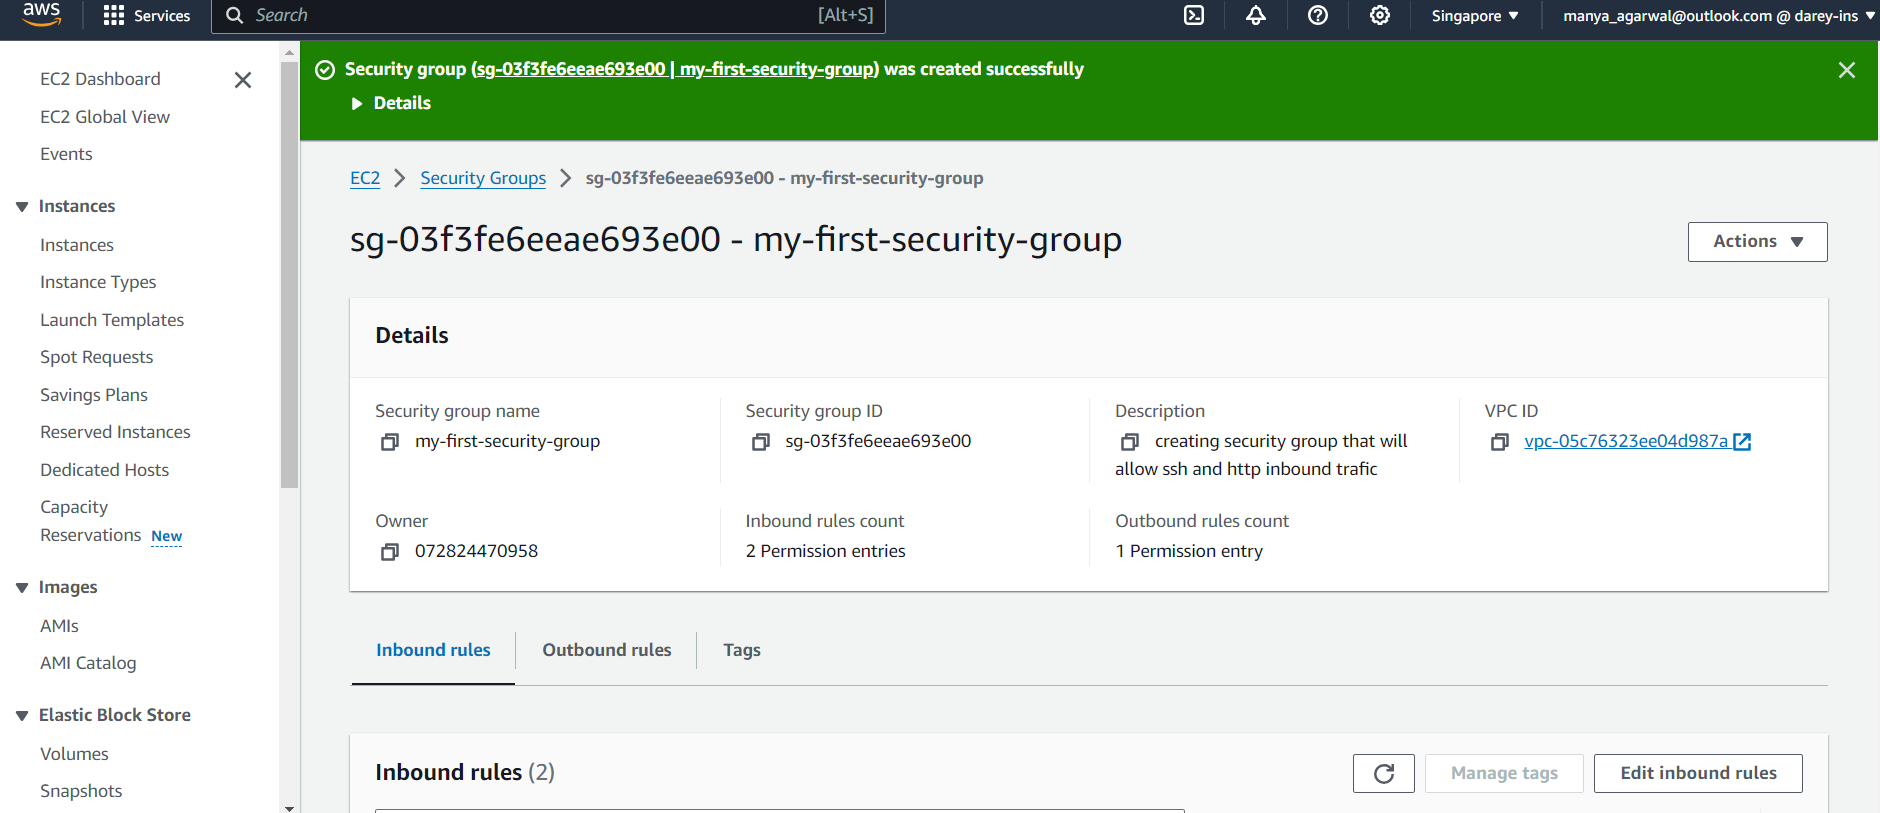 aws
Services
Search [Alt+S]
Singapore
manya_agarwal@outlook.com @ darey-ins
EC2 Dashboard
EC2 Global View
Events
Instances
Instances
Instance Types
Launch Templates
Spot Requests
Savings Plans
Reserved Instances
Dedicated Hosts
Capacity
Reservations New
Images
AMIs
AMI Catalog
Elastic Block Store
Volumes
Snapshots
Security group (sg-03f3fe6eeae693e00 | my-first-security-group) was created successfully
Details
EC2 > Security Groups > sg-03f3fe6eeae693e00 - my-first-security-group
sg-03f3fe6eeae693e00 - my-first-security-group
Actions
Details
Security group name
my-first-security-group
Security group ID
sg-03f3fe6eeae693e00
Description
creating security group that will
allow ssh and http inbound trafic
VPC ID
vpc-05c76323ee04d987a
Owner
072824470958
Inbound rules count
2 Permission entries
Outbound rules count
1 Permission entry
Inbound rules
Outbound rules
Tags
Inbound rules (2)
Manage tags
Edit inbound rules